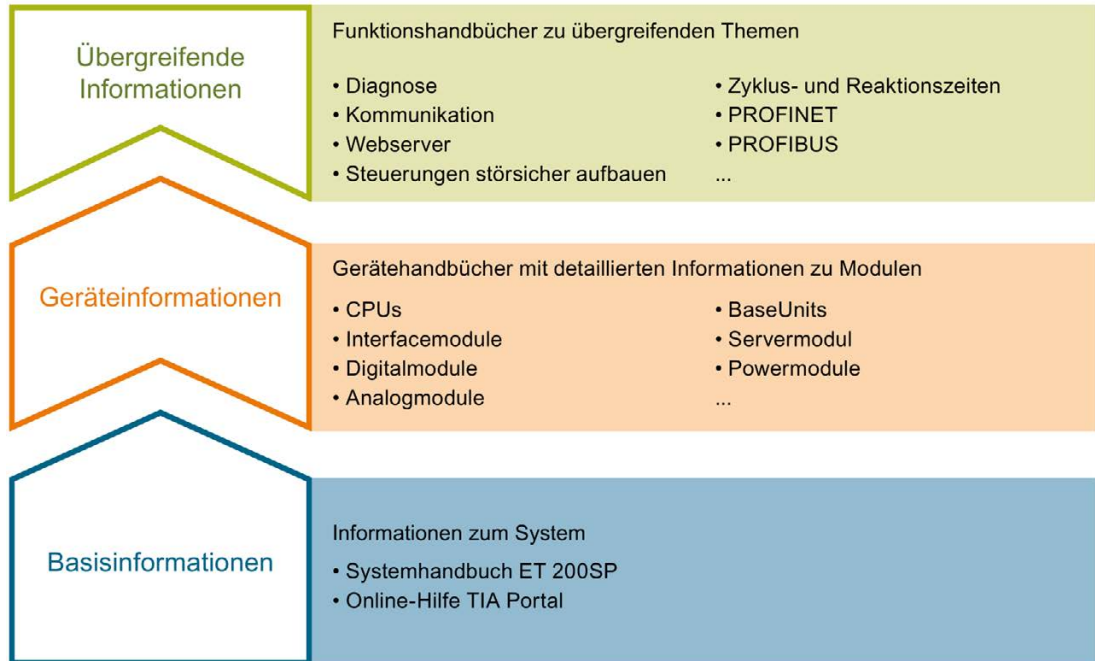 Übergreifende
Informationen
Funktionshandbücher zu übergreifenden Themen
• Diagnose
• Kommunikation
• Webserver
• Steuerungen störsicher aufbauen
• Zyklus- und Reaktionszeiten
• PROFINET
• PROFIBUS
...
Geräteinformationen
Gerätehandbücher mit detaillierten Informationen zu Modulen
• CPUs
• Interfacemodule
• Digitalmodule
• Analogmodule
• BaseUnits
• Servermodul
• Powermodule
...
Basisinformationen
Informationen zum System
• Systemhandbuch ET 200SP
• Online-Hilfe TIA Portal